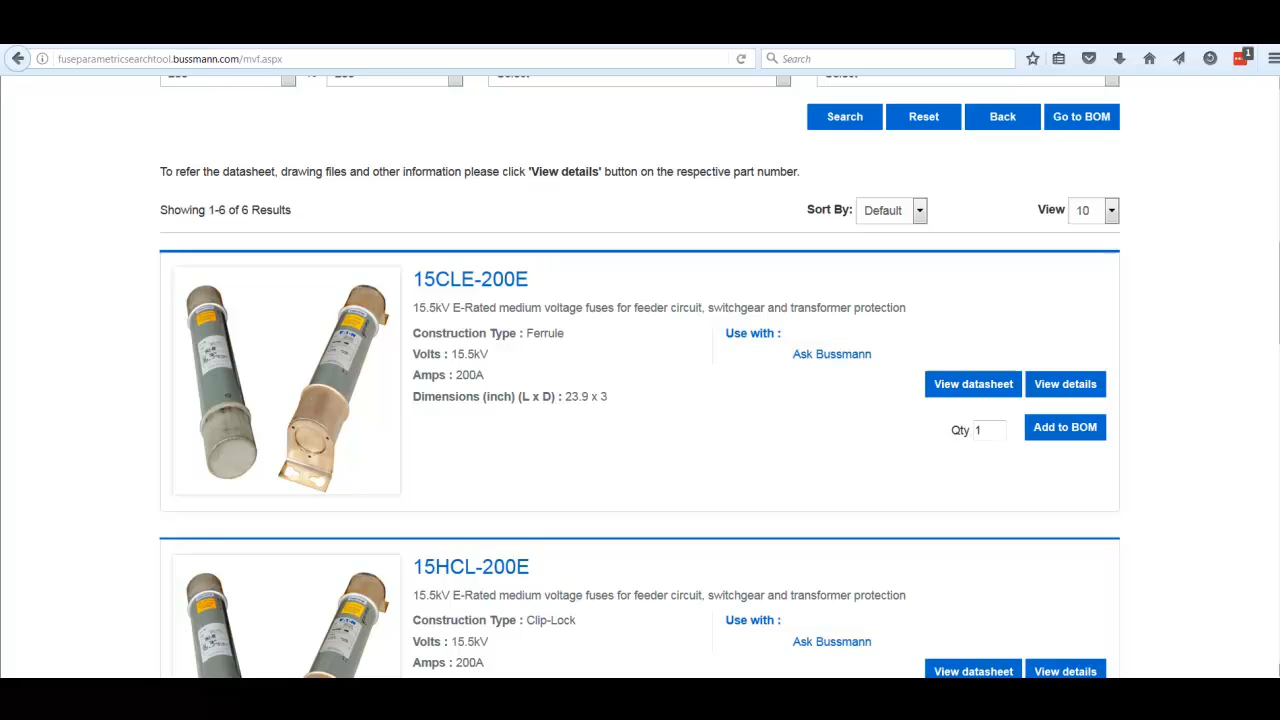 fuseparametricsearchtool.bussmann.com/mvf.aspx
Search
1
Search Reset Back Go to BOM
To refer the datasheet, drawing files and other information please click 'View details' button on the respective part number.
Showing 1-6 of 6 Results
Sort By: Default
View 10
15CLE-200E
15.5kV E-Rated medium voltage fuses for feeder circuit, switchgear and transformer protection
Construction Type : Ferrule
Use with :
Volts : 15.5kV
Ask Bussmann
Amps : 200A
View datasheet View details
Dimensions (inch) (L x D) : 23.9 x 3
Qty 1 Add to BOM
15HCL-200E
15.5kV E-Rated medium voltage fuses for feeder circuit, switchgear and transformer protection
Construction Type : Clip-Lock
Use with :
Volts : 15.5kV
Ask Bussmann
Amps : 200A
View datasheet View details